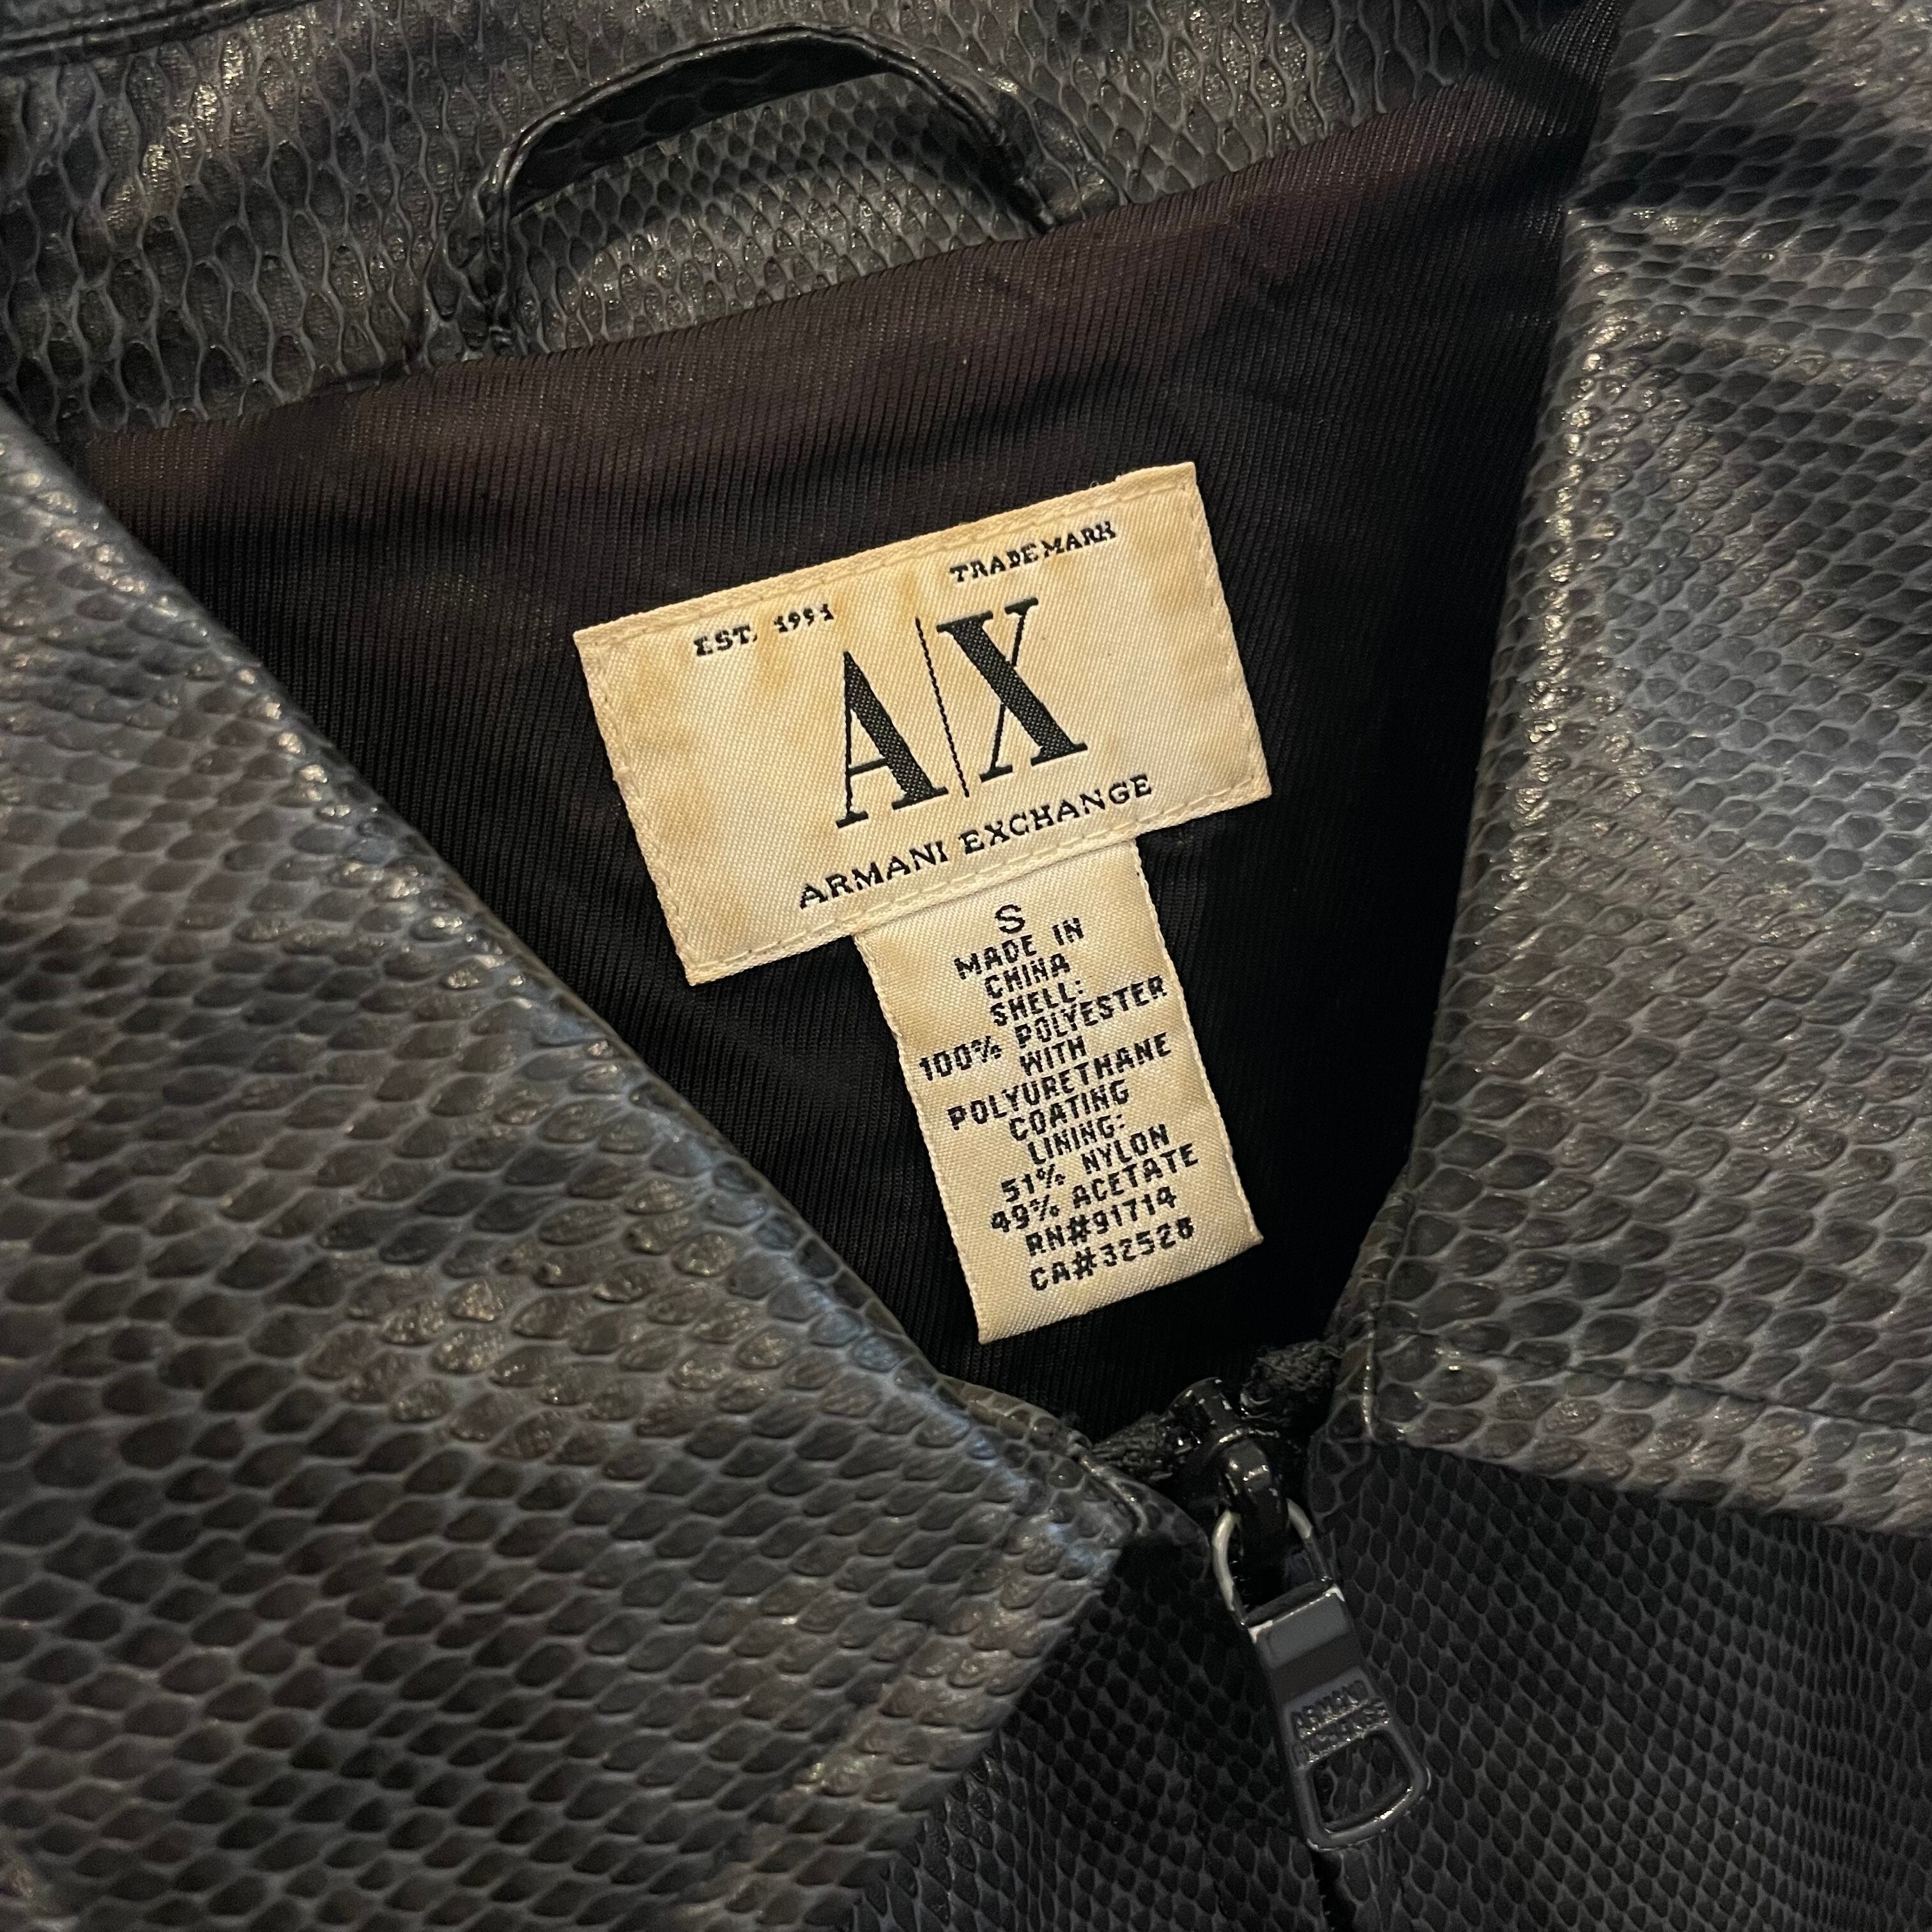 EST. 1991
TRADEMARK
A|X
ARMANI EXCHANGE
S
MADE IN
CHINA
SHELL:
100% POLYESTER
WITH
POLYURETHANE
COATING
LINING:
51% NYLON
49% ACETATE
RN#91714
CA#32528
ARMANI
EXCHANGE